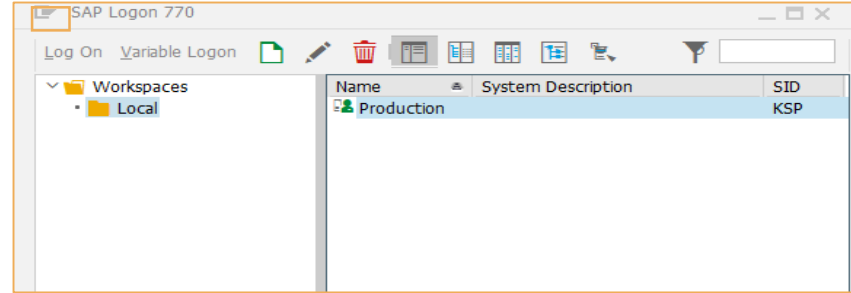 SAP Logon 770
Log On Variable Logon
Workspaces
Local
Name System Description SID
Production KSP